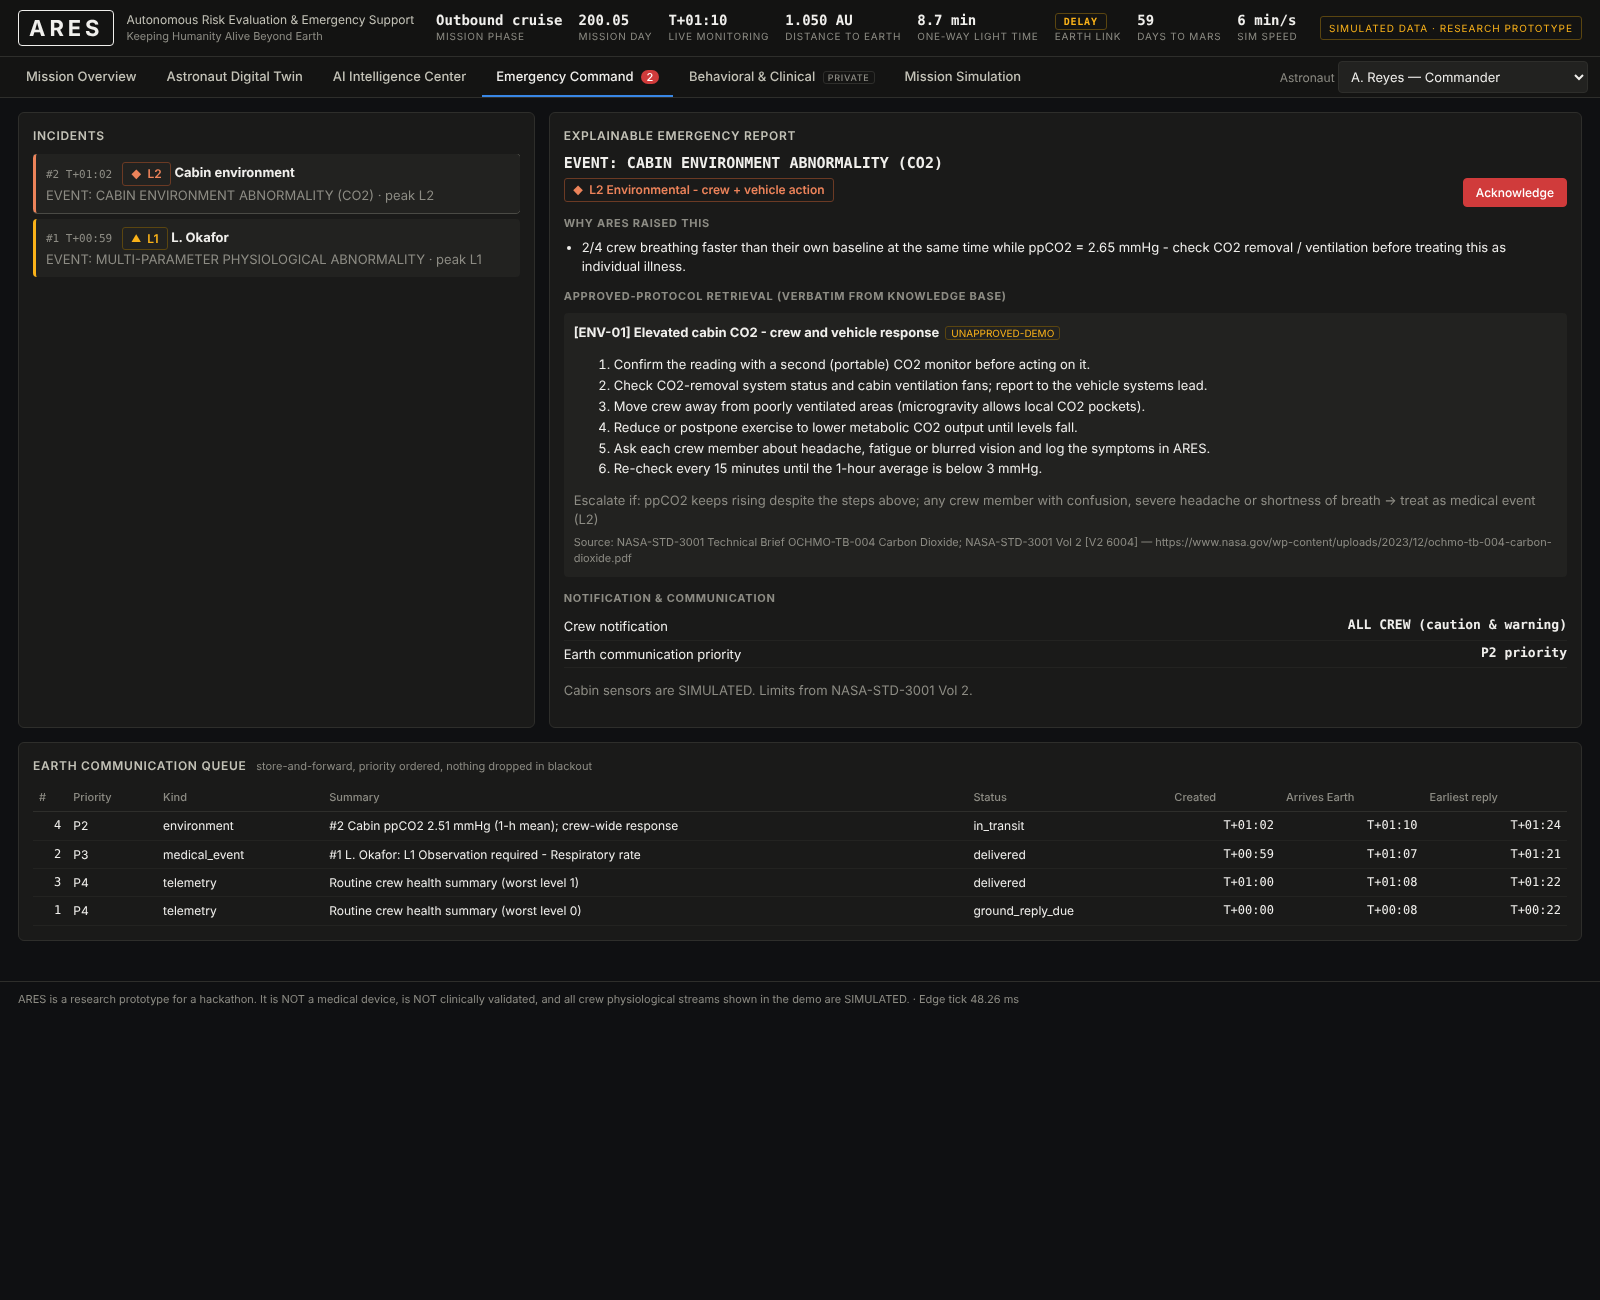 ARES
Autonomous Risk Evaluation & Emergency Support
Keeping Humanity Alive Beyond Earth
Outbound cruise
MISSION PHASE
200.05
MISSION DAY
T+01:10
LIVE MONITORING
1.050 AU
DISTANCE TO EARTH
8.7 min
ONE-WAY LIGHT TIME
DELAY
EARTH LINK
59
DAYS TO MARS
6 min/s
SIM SPEED
SIMULATED DATA · RESEARCH PROTOTYPE
Mission Overview
Astronaut Digital Twin
AI Intelligence Center
Emergency Command 2
Behavioral & Clinical PRIVATE
Mission Simulation
Astronaut A. Reyes — Commander
INCIDENTS
#2 T+01:02 ◆ L2 Cabin environment
EVENT: CABIN ENVIRONMENT ABNORMALITY (CO2) · peak L2
#1 T+00:59 ▲ L1 L. Okafor
EVENT: MULTI-PARAMETER PHYSIOLOGICAL ABNORMALITY · peak L1
EXPLAINABLE EMERGENCY REPORT
EVENT: CABIN ENVIRONMENT ABNORMALITY (CO2)
◆ L2 Environmental - crew + vehicle action
Acknowledge
WHY ARES RAISED THIS
• 2/4 crew breathing faster than their own baseline at the same time while ppCO2 = 2.65 mmHg - check CO2 removal / ventilation before treating this as
individual illness.
APPROVED-PROTOCOL RETRIEVAL (VERBATIM FROM KNOWLEDGE BASE)
[ENV-01] Elevated cabin CO2 - crew and vehicle response UNAPPROVED-DEMO
1. Confirm the reading with a second (portable) CO2 monitor before acting on it.
2. Check CO2-removal system status and cabin ventilation fans; report to the vehicle systems lead.
3. Move crew away from poorly ventilated areas (microgravity allows local CO2 pockets).
4. Reduce or postpone exercise to lower metabolic CO2 output until levels fall.
5. Ask each crew member about headache, fatigue or blurred vision and log the symptoms in ARES.
6. Re-check every 15 minutes until the 1-hour average is below 3 mmHg.
Escalate if: ppCO2 keeps rising despite the steps above; any crew member with confusion, severe headache or shortness of breath → treat as medical event
(L2)
Source: NASA-STD-3001 Technical Brief OCHMO-TB-004 Carbon Dioxide; NASA-STD-3001 Vol 2 [V2 6004] — https://www.nasa.gov/wp-content/uploads/2023/12/ochmo-tb-004-carbon-
dioxide.pdf
NOTIFICATION & COMMUNICATION
Crew notification ALL CREW (caution & warning)
Earth communication priority P2 priority
Cabin sensors are SIMULATED. Limits from NASA-STD-3001 Vol 2.
EARTH COMMUNICATION QUEUE store-and-forward, priority ordered, nothing dropped in blackout
# Priority Kind Summary Status Created Arrives Earth Earliest reply
4 P2 environment #2 Cabin ppCO2 2.51 mmHg (1-h mean); crew-wide response in_transit T+01:02 T+01:10 T+01:24
2 P3 medical_event #1 L. Okafor: L1 Observation required - Respiratory rate delivered T+00:59 T+01:07 T+01:21
3 P4 telemetry Routine crew health summary (worst level 1) delivered T+01:00 T+01:08 T+01:22
1 P4 telemetry Routine crew health summary (worst level 0) ground_reply_due T+00:00 T+00:08 T+00:22
ARES is a research prototype for a hackathon. It is NOT a medical device, is NOT clinically validated, and all crew physiological streams shown in the demo are SIMULATED. · Edge tick 48.26 ms